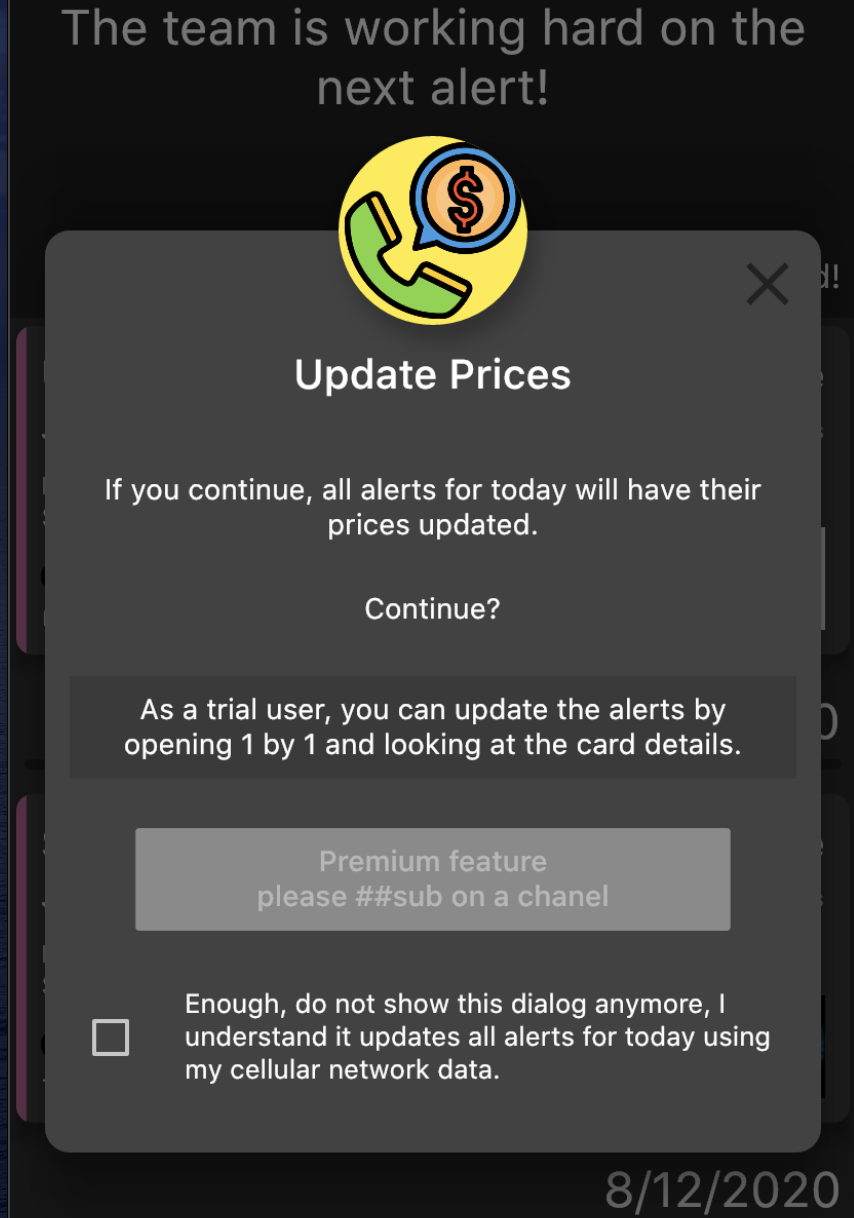 The team is working hard on the
next alert!
$
d!
Update Prices
If you continue, all alerts for today will have their
prices updated.
Continue?
As a trial user, you can update the alerts by
opening 1 by 1 and looking at the card details.
Premium feature
please ##sub on a chanel
Enough, do not show this dialog anymore, I
understand it updates all alerts for today using
my cellular network data.
8/12/2020